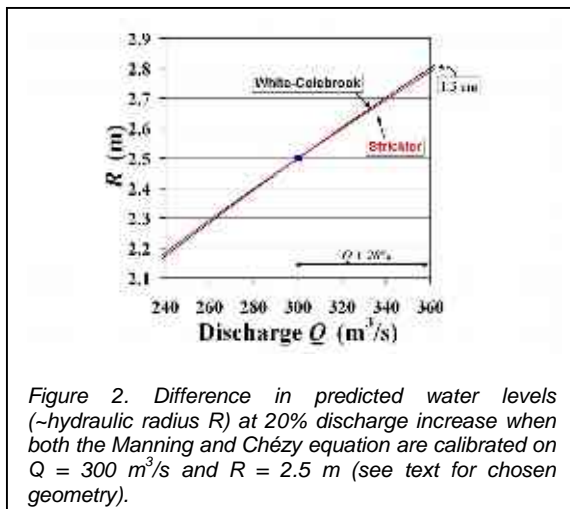 2.9
2.8
2.7
2.6
2.5
2.4
2.3
2.2
2.1
R (m)
White-Colebrook
1.3 cm
Strickler
Q + 20%
240 260 280 300 320 340 360
Discharge Q (m³/s)
Figure 2. Difference in predicted water levels
(~hydraulic radius R) at 20% discharge increase when
both the Manning and Chézy equation are calibrated on
Q = 300 m³/s and R = 2.5 m (see text for chosen
geometry).